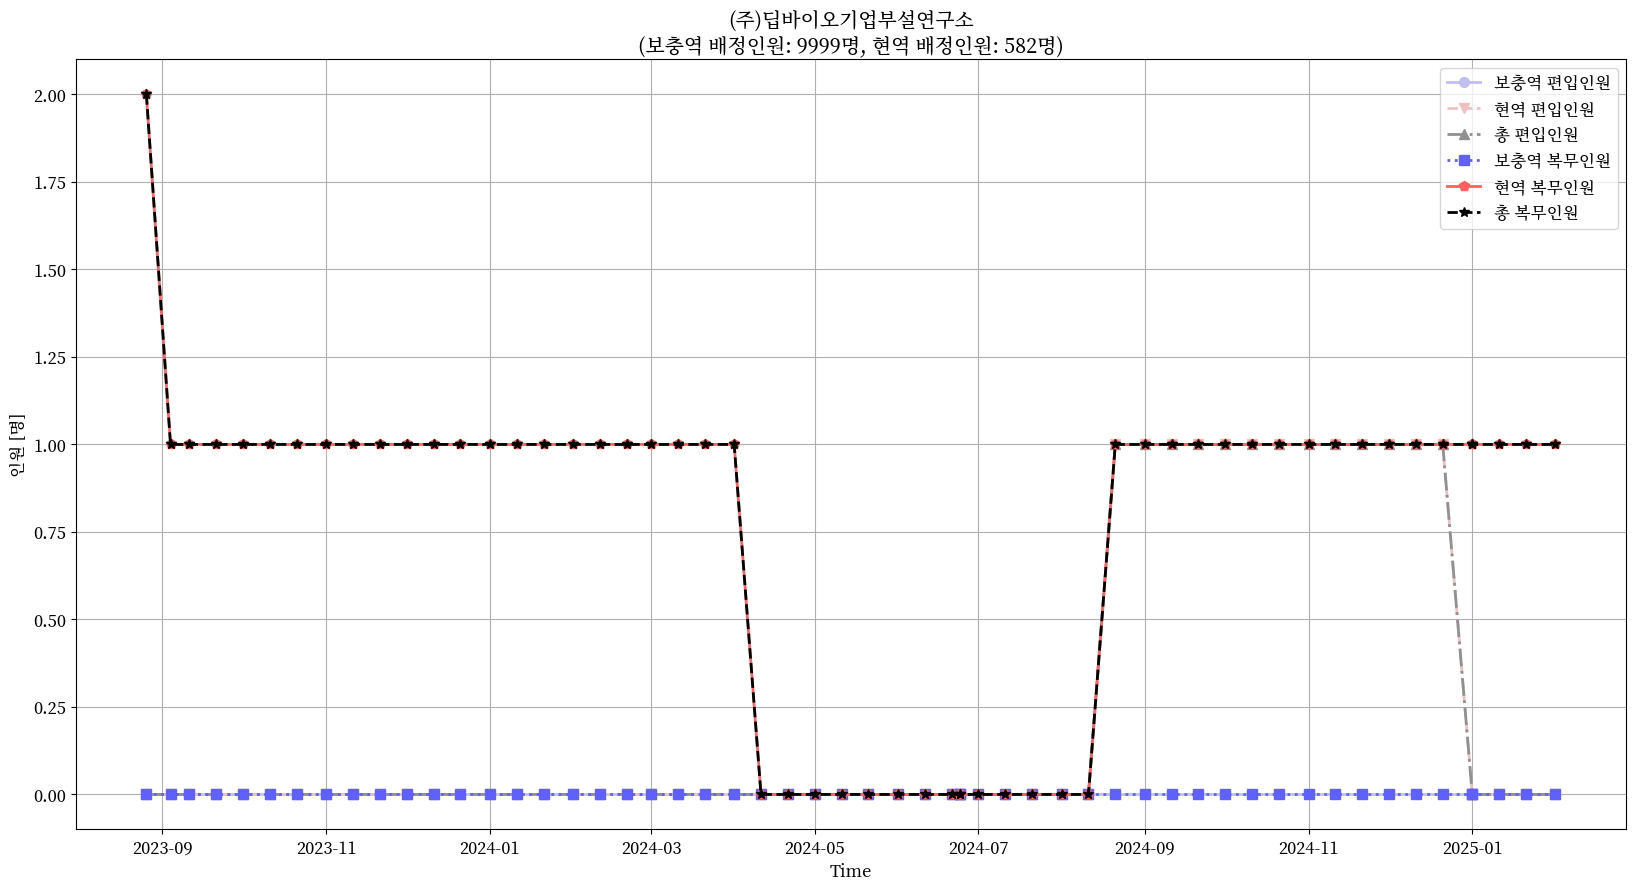 (주)딥바이오기업부설연구소
(보충역 배정인원: 9999명, 현역 배정인원: 582명)
보충역 편입인원
현역 편입인원
총 편입인원
보충역 복무인원
현역 복무인원
총 복무인원
인원 [명]
2.00
1.75
1.50
1.25
1.00
0.75
0.50
0.25
0.00
2023-09
2023-11
2024-01
2024-03
2024-05
2024-07
2024-09
2024-11
2025-01
Time